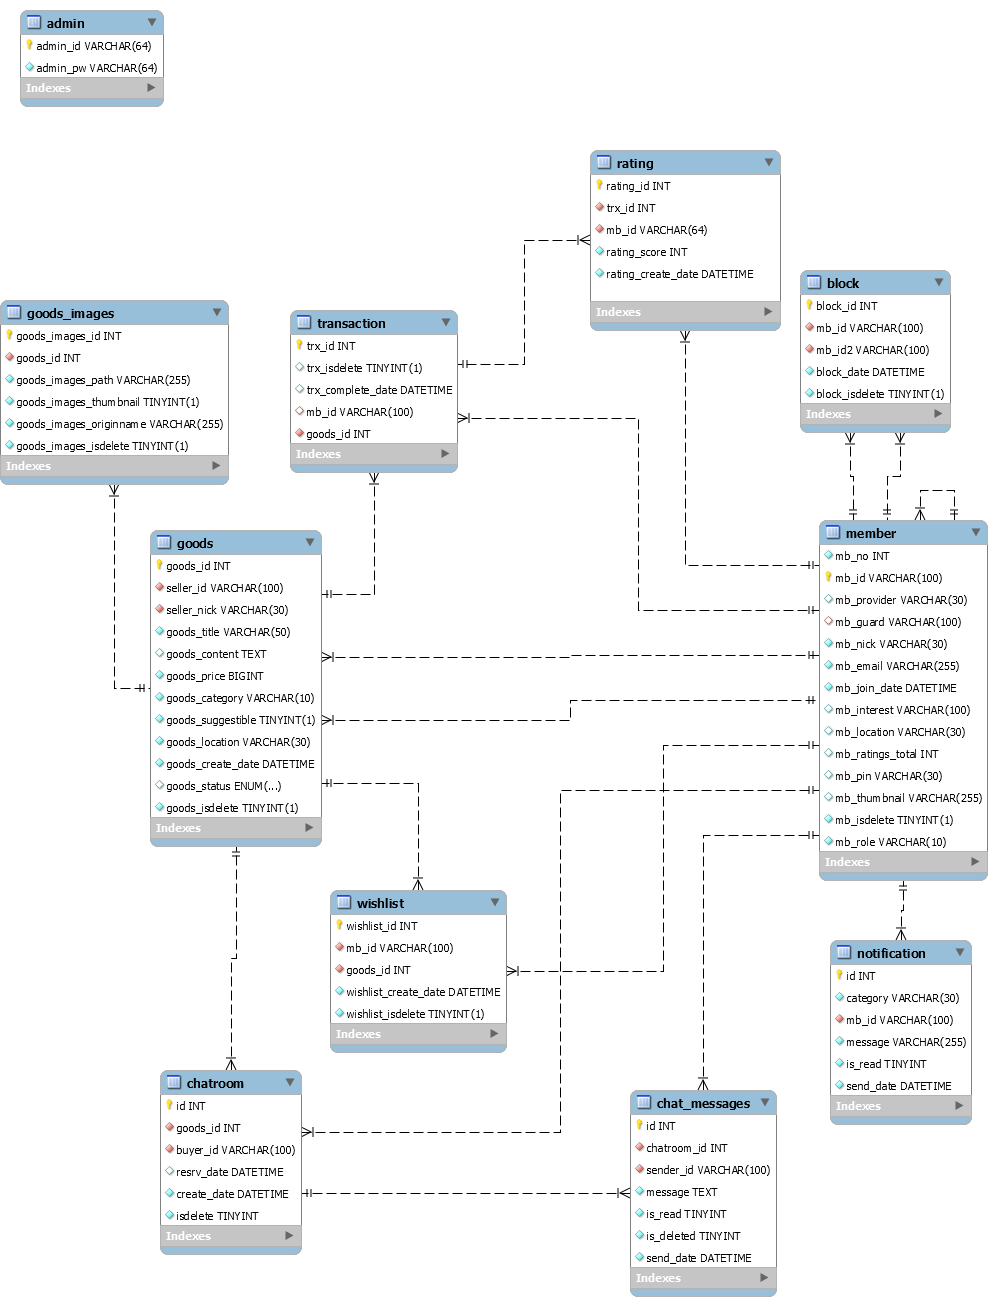 admin
admin_id VARCHAR(64)
admin_pw VARCHAR(64)
Indexes
rating
rating_id INT
trx_id INT
mb_id VARCHAR(64)
rating_score INT
rating_create_date DATETIME
Indexes
block
block_id INT
mb_id VARCHAR(100)
mb_id2 VARCHAR(100)
block_date DATETIME
block_isdelete TINYINT(1)
Indexes
goods_images
goods_images_id INT
goods_id INT
goods_images_path VARCHAR(255)
goods_images_thumbnail TINYINT(1)
goods_images_originname VARCHAR(255)
goods_images_isdelete TINYINT(1)
Indexes
transaction
trx_id INT
trx_isdelete TINYINT(1)
trx_complete_date DATETIME
mb_id VARCHAR(100)
goods_id INT
Indexes
goods
goods_id INT
seller_id VARCHAR(100)
seller_nick VARCHAR(30)
goods_title VARCHAR(50)
goods_content TEXT
goods_price BIGINT
goods_category VARCHAR(10)
goods_suggestible TINYINT(1)
goods_location VARCHAR(30)
goods_create_date DATETIME
goods_status ENUM(...)
goods_isdelete TINYINT(1)
Indexes
member
mb_no INT
mb_id VARCHAR(100)
mb_provider VARCHAR(30)
mb_guard VARCHAR(100)
mb_nick VARCHAR(30)
mb_email VARCHAR(255)
mb_join_date DATETIME
mb_interest VARCHAR(100)
mb_location VARCHAR(30)
mb_ratings_total INT
mb_pin VARCHAR(30)
mb_thumbnail VARCHAR(255)
mb_isdelete TINYINT(1)
mb_role VARCHAR(10)
Indexes
wishlist
wishlist_id INT
mb_id VARCHAR(100)
goods_id INT
wishlist_create_date DATETIME
wishlist_isdelete TINYINT(1)
Indexes
notification
id INT
category VARCHAR(30)
mb_id VARCHAR(100)
message VARCHAR(255)
is_read TINYINT
send_date DATETIME
Indexes
chatroom
id INT
goods_id INT
buyer_id VARCHAR(100)
resrv_date DATETIME
create_date DATETIME
isdelete TINYINT
Indexes
chat_messages
id INT
chatroom_id INT
sender_id VARCHAR(100)
message TEXT
is_read TINYINT
is_deleted TINYINT
send_date DATETIME
Indexes